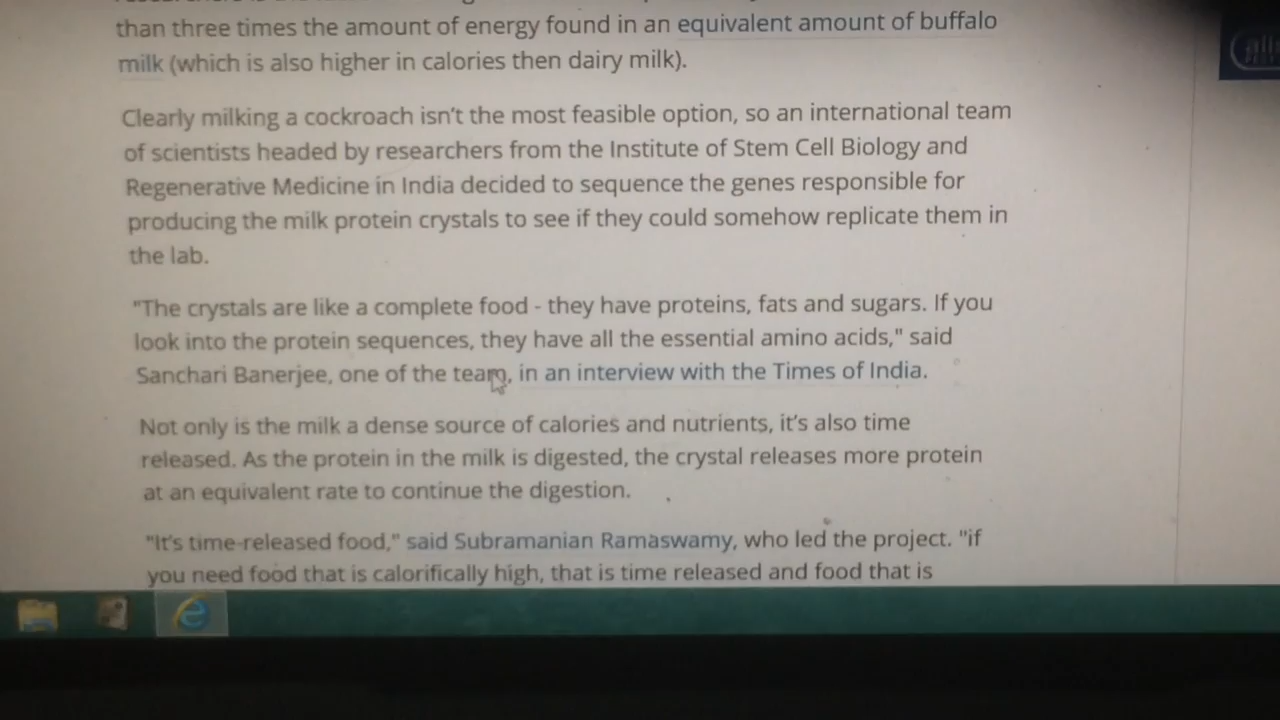 than three times the amount of energy found in an equivalent amount of buffalo
milk (which is also higher in calories then dairy milk).
Clearly milking a cockroach isn't the most feasible option, so an international team
of scientists headed by researchers from the Institute of Stem Cell Biology and
Regenerative Medicine in India decided to sequence the genes responsible for
producing the milk protein crystals to see if they could somehow replicate them in
the lab.
"The crystals are like a complete food - they have proteins, fats and sugars. If you
look into the protein sequences, they have all the essential amino acids," said
Sanchari Banerjee, one of the team, in an interview with the Times of India.
Not only is the milk a dense source of calories and nutrients, it's also time
released. As the protein in the milk is digested, the crystal releases more protein
at an equivalent rate to continue the digestion.
"It's time-released food," said Subramanian Ramaswamy, who led the project. "if
you need food that is calorifically high, that is time released and food that is